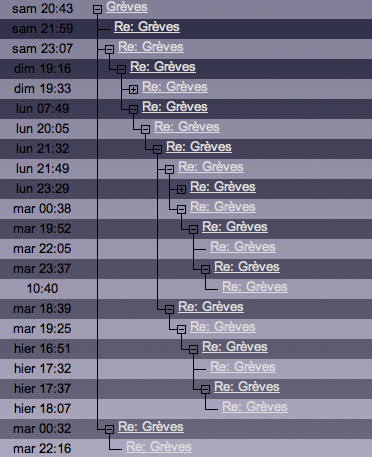 sam 20:43 Grèves
sam 21:59 Re: Grèves
sam 23:07 Re: Grèves
dim 19:16 Re: Grèves
dim 19:33 Re: Grèves
lun 07:49 Re: Grèves
lun 20:05 Re: Grèves
lun 21:32 Re: Grèves
lun 21:49 Re: Grèves
lun 23:29 Re: Grèves
mar 00:38 Re: Grèves
mar 19:52 Re: Grèves
mar 22:05 Re: Grèves
mar 23:37 Re: Grèves
10:40 Re: Grèves
mar 18:39 Re: Grèves
mar 19:25 Re: Grèves
hier 16:51 Re: Grèves
hier 17:32 Re: Grèves
hier 17:37 Re: Grèves
hier 18:07 Re: Grèves
mar 00:32 Re: Grèves
mar 22:16 Re: Grèves